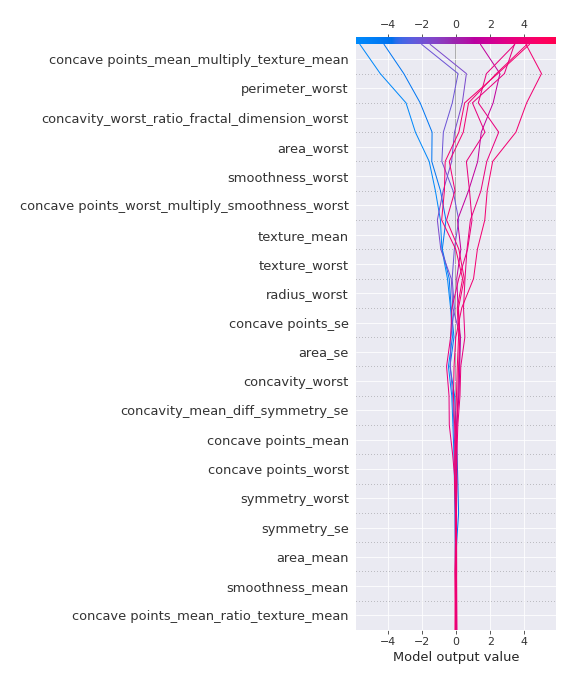 −4 −2 0 2 4
concave points_mean_multiply_texture_mean
perimeter_worst
concavity_worst_ratio_fractal_dimension_worst
area_worst
smoothness_worst
concave points_worst_multiply_smoothness_worst
texture_mean
texture_worst
radius_worst
concave points_se
area_se
concavity_worst
concavity_mean_diff_symmetry_se
concave points_mean
concave points_worst
symmetry_worst
symmetry_se
area_mean
smoothness_mean
concave points_mean_ratio_texture_mean
−4 −2 0 2 4
Model output value